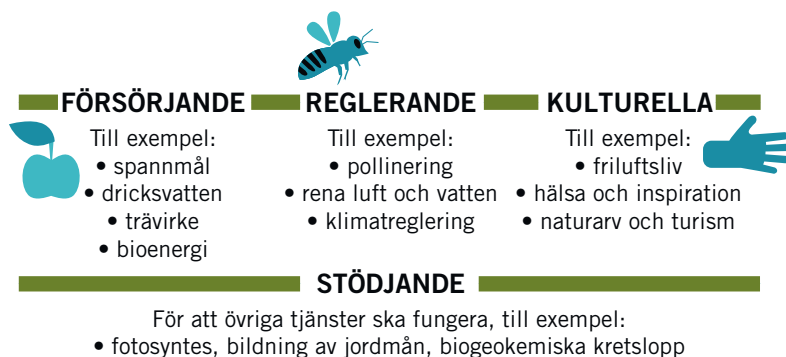 FÖRSÖRJANDE
Till exempel:
• spannmål
• dricksvatten
• trävirke
• bioenergi
REGLERANDE
Till exempel:
• pollinering
• rena luft och vatten
• klimatreglering
KULTURELLA
Till exempel:
• friluftsliv
• hälsa och inspiration
• naturarv och turism
STÖDJANDE
För att övriga tjänster ska fungera, till exempel:
• fotosyntes, bildning av jordmån, biogeokemiska kretslopp